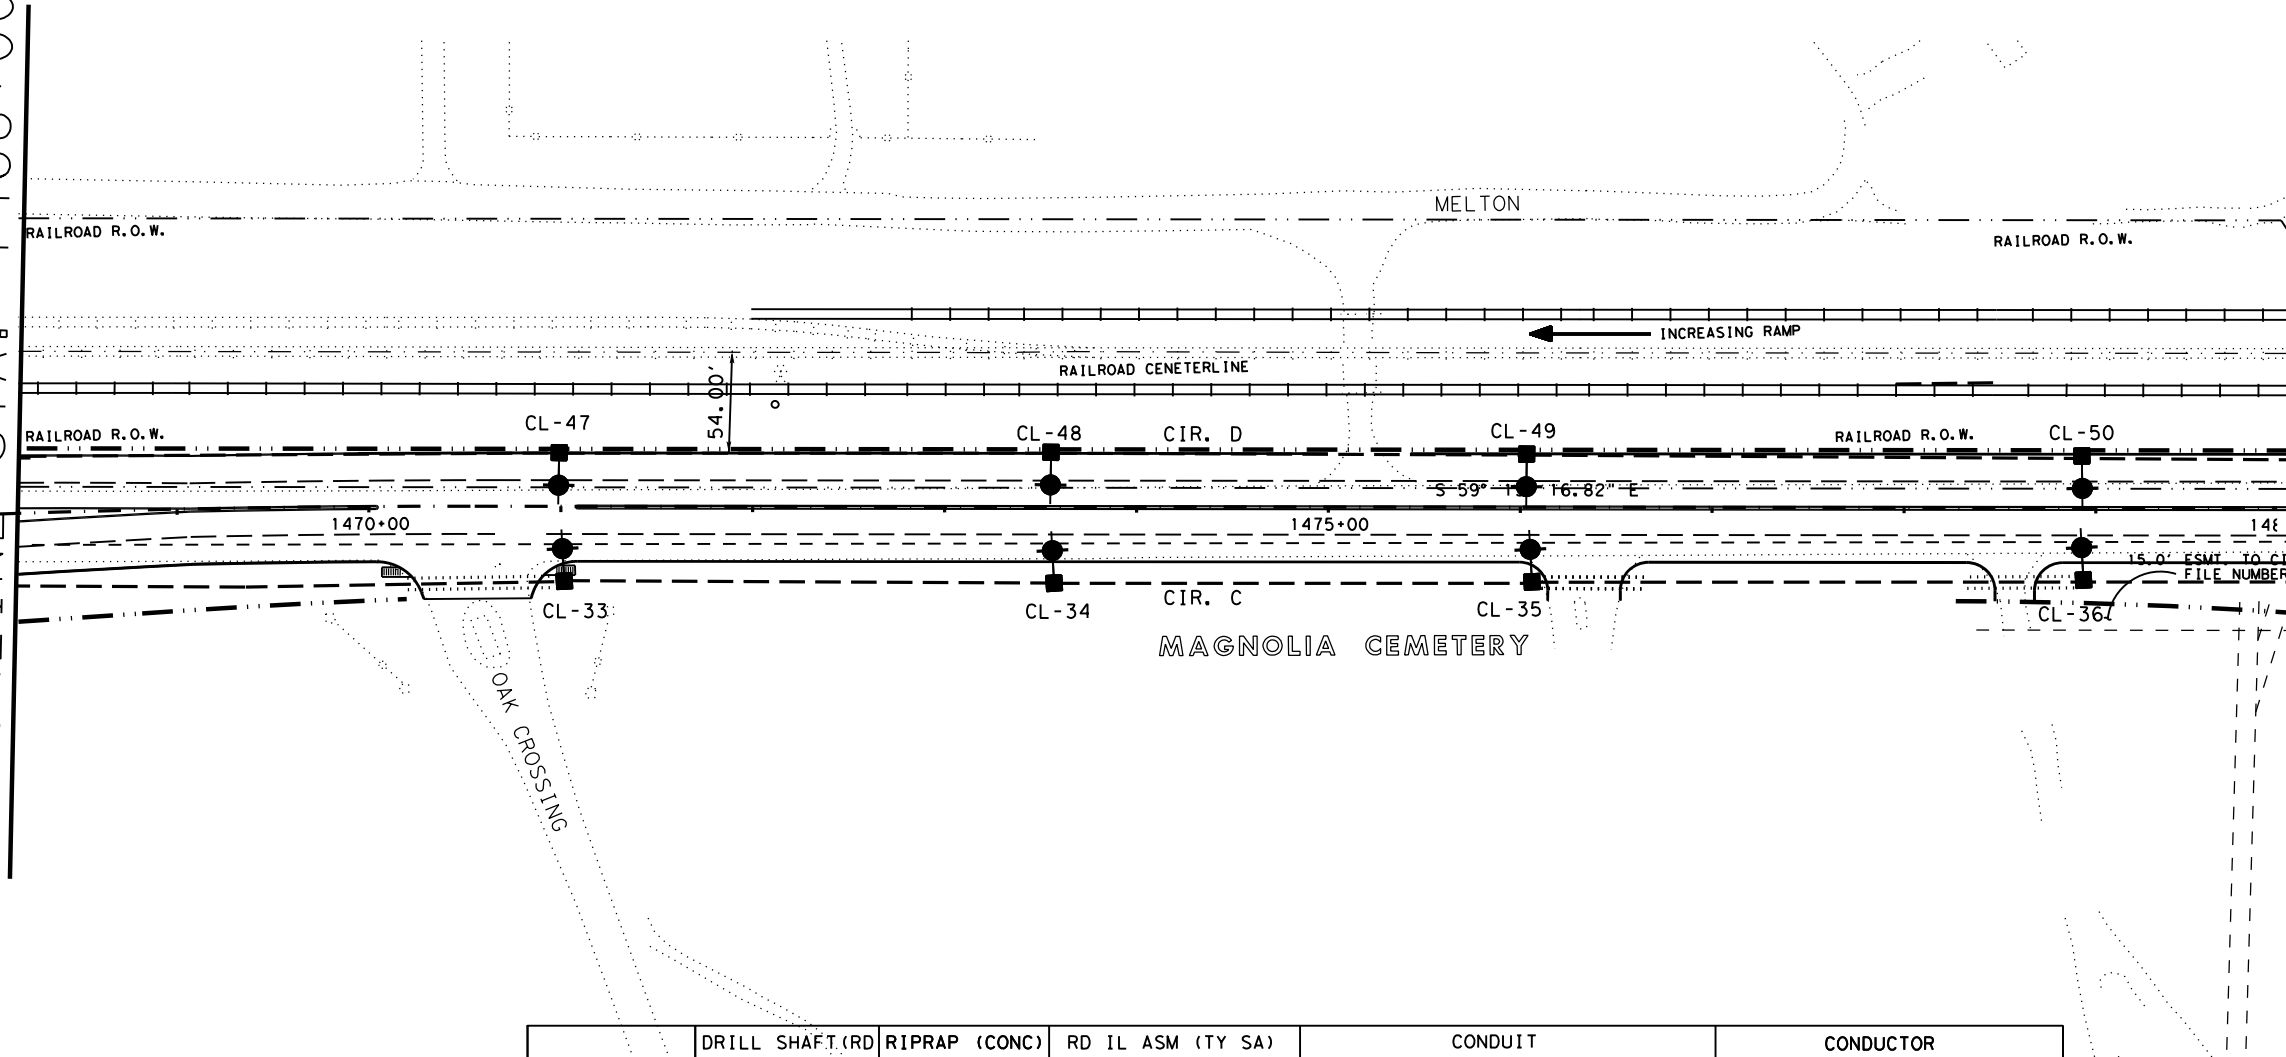 MELTON
RAILROAD R.O.W.
RAILROAD R.O.W.
INCREASING RAMP
RAILROAD CENETERLINE
54.00'
CL-47
CL-48
CIR. D
CL-49
RAILROAD R.O.W.
CL-50
RAILROAD R.O.W.
S 59° 16.82" E
1470+00
1475+00
148
15.0' ESMT. TO
FILE NUMBER
CL-33
CL-34
CIR. C
CL-35
CL-36
MAGNOLIA CEMETERY
OAK CROSSING
DRILL SHAFT (RD
RIPRAP (CONC)
RD IL ASM (TY SA)
CONDUIT
CONDUCTOR